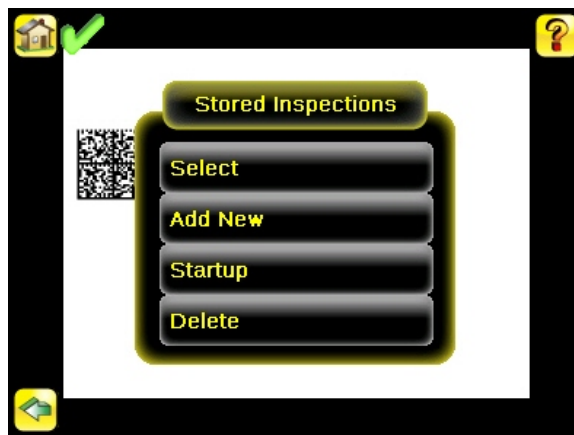 Stored Inspections
Select
Add New
Startup
Delete